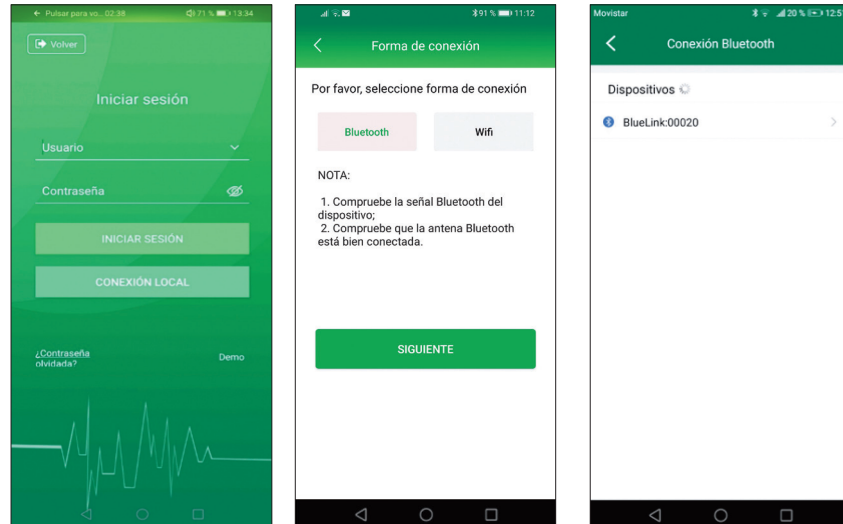 ← Pulsar para vo... 02:38 71 % 13:34
Volver
Iniciar sesión
Usuario
Contraseña
INICIAR SESIÓN
CONEXIÓN LOCAL
¿Contraseña
olvidada?
Demo
91 % 11:12
Forma de conexión
Por favor, seleccione forma de conexión
Bluetooth Wifi
NOTA:
1. Compruebe la señal Bluetooth del
dispositivo;
2. Compruebe que la antena Bluetooth
está bien conectada.
SIGUIENTE
Movistar 20 % 12:5
Conexión Bluetooth
Dispositivos
BlueLink:00020